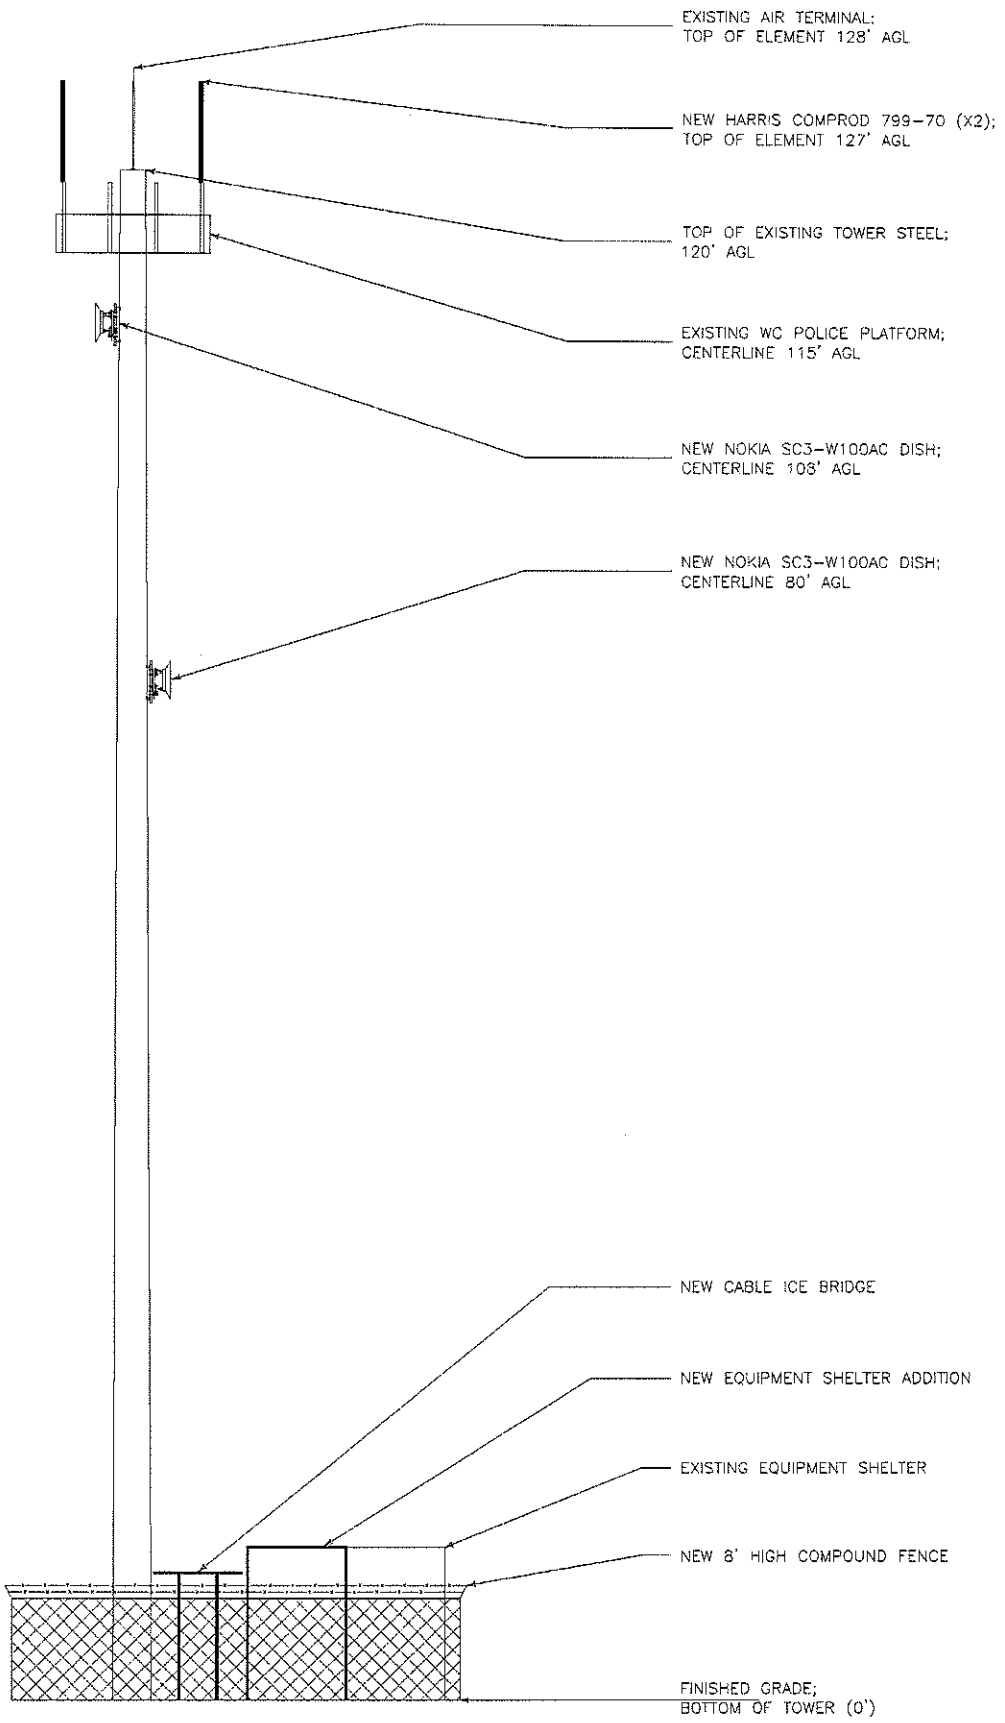 EXISTING AIR TERMINAL;
TOP OF ELEMENT 128' AGL
NEW HARRIS COMPROD 799-70 (X2);
TOP OF ELEMENT 127' AGL
TOP OF EXISTING TOWER STEEL;
120' AGL
EXISTING WC POLICE PLATFORM;
CENTERLINE 115' AGL
NEW NOKIA SC3-W100AC DISH;
CENTERLINE 108' AGL
NEW NOKIA SC3-W100AC DISH;
CENTERLINE 80' AGL
NEW CABLE ICE BRIDGE
NEW EQUIPMENT SHELTER ADDITION
EXISTING EQUIPMENT SHELTER
NEW 8' HIGH COMPOUND FENCE
FINISHED GRADE;
BOTTOM OF TOWER (0')